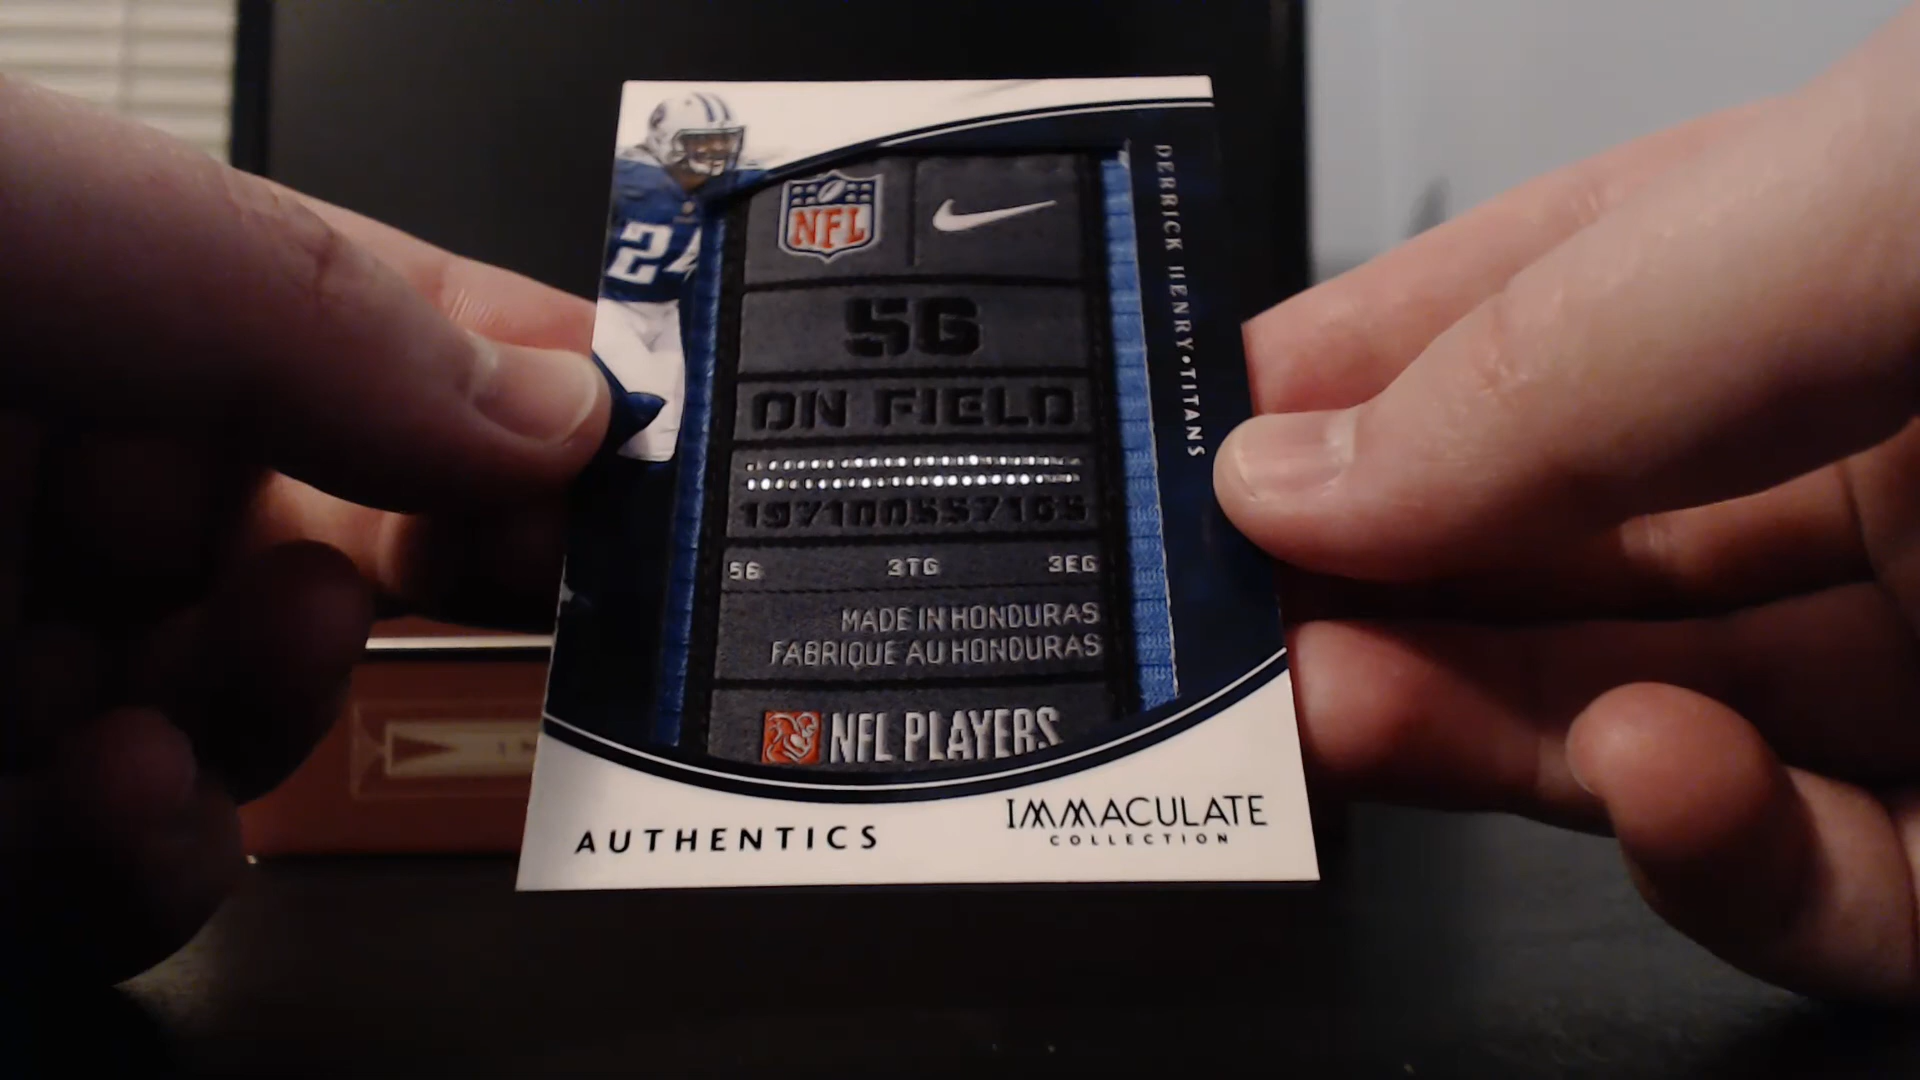 24
NFL
56
ON FIELD
197100557165
56 3TG 3EG
MADE IN HONDURAS
FABRIQUE AU HONDURAS
NFL PLAYERS
DERRICK HENRY • TITANS
AUTHENTICS
IMMACULATE
COLLECTION